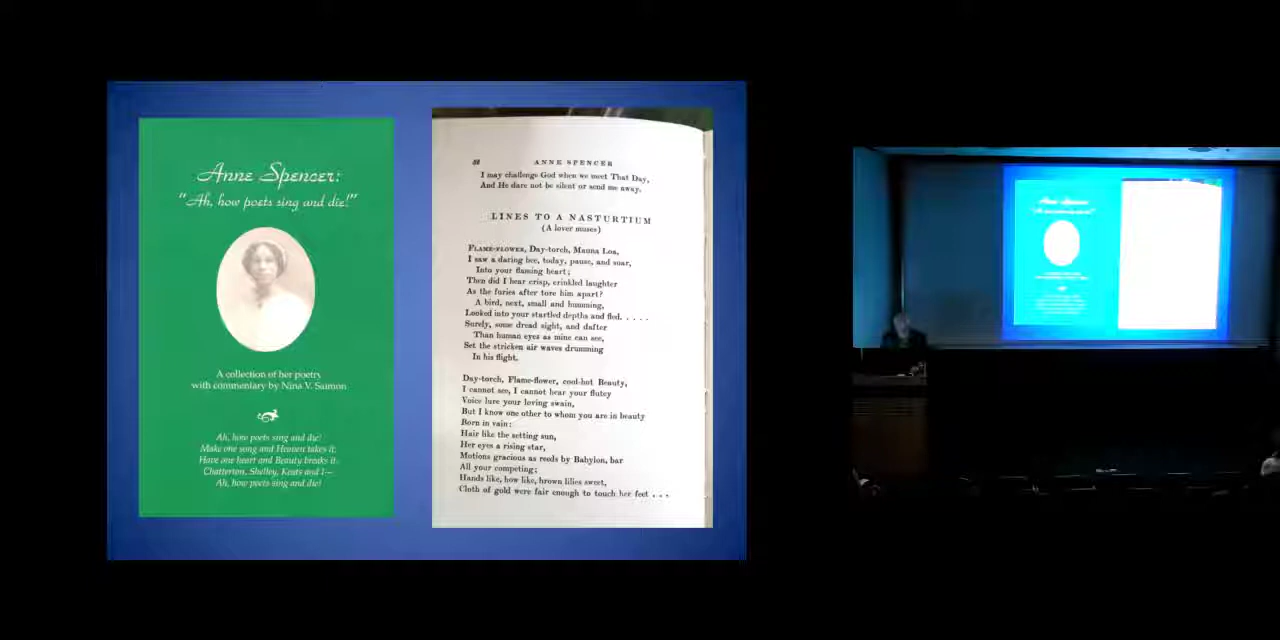 Anne Spencer:
"Ah, how poets sing and die!"
A collection of her poetry
with commentary by Nina V. Salmon
Ah, how poets sing and die!
Make one song and Heaven takes it;
Have one heart and Beauty breaks it;
Chatterton, Shelley, Keats and I—
Ah, how poets sing and die!
ANNE SPENCER
I may challenge God when we meet That Day,
And He dare not be silent or send me away.
LINES TO A NASTURTIUM
(A lover muses)
FLAME-FLOWER, Day-torch, Mauna Loa,
I saw a daring bee, today, pause, and soar,
Into your flaming heart;
Then did I hear crisp, crinkled laughter
As the furies after tore him apart?
A bird, next, small and humming,
Looked into your startled depths and fled. . . . .
Surely, some dread sight, and dafter
Than human eyes as mine can see,
Set the stricken air waves drumming
In his flight.
Day-torch, Flame-flower, cool-hot Beauty,
I cannot see, I cannot hear your flutey
Voice lure your loving swain,
But I know one other to whom you are in beauty
Born in vain:
Hair like the setting sun,
Her eyes a rising star,
Motions gracious as reeds by Babylon, bar
All your competing;
Hands like, how like, brown lilies sweet,
Cloth of gold were fair enough to touch her feet . . .